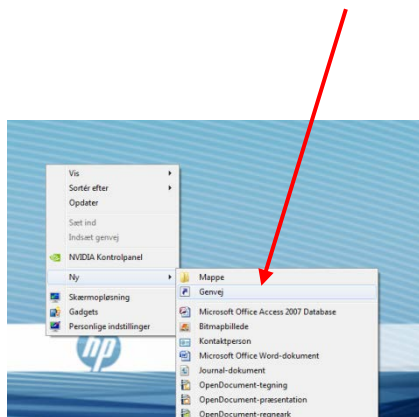 Vis
Sortér efter
Opdater
Sæt ind
Indsæt genvej
NVIDIA Kontrolpanel
Ny
Skærmopløsning
Gadgets
Personlige indstillinger
Mappe
Genvej
Microsoft Office Access 2007 Database
Bitmapbillede
Kontaktperson
Microsoft Office Word-dokument
Journal-dokument
OpenDocument-tegning
OpenDocument-præsentation
OpenDocument-regneark
hp